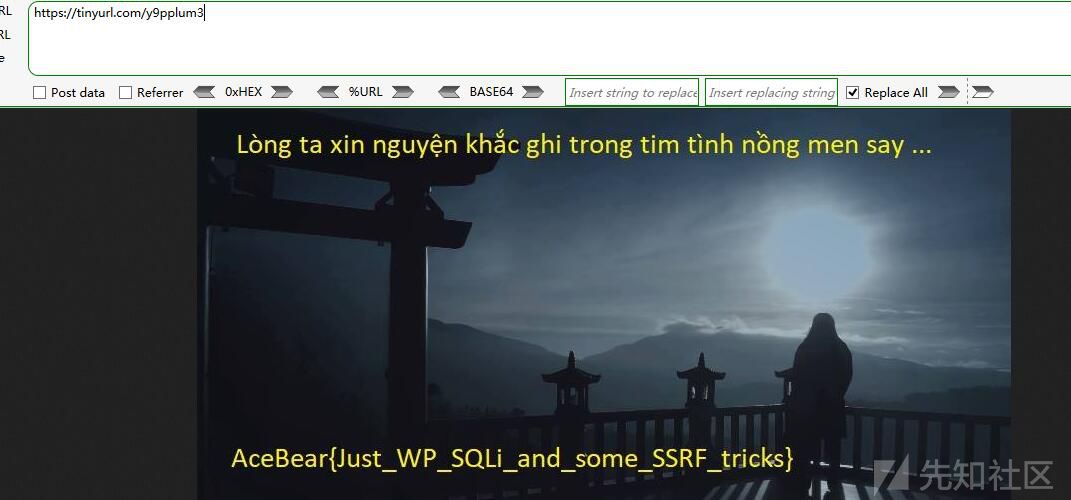 RL
https://tinyurl.com/y9pplum3
RL
e
Post data Referrer 0xHEX %URL BASE64 Insert string to replace Insert replacing string Replace All
Lòng ta xin nguyện khắc ghi trong tim tình nồng men say ...
AceBear{Just_WP_SQLi_and_some_SSRF_tricks}
先知社区